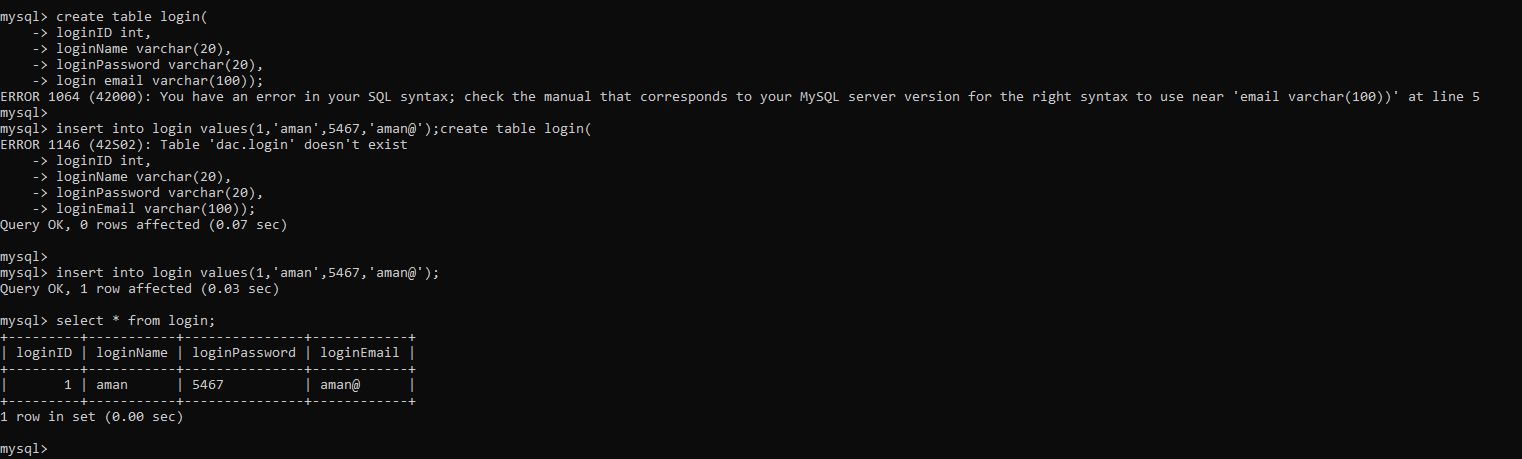 mysql> create table login(
    -> loginID int,
    -> loginName varchar(20),
    -> loginPassword varchar(20),
    -> login email varchar(100));
ERROR 1064 (42000): You have an error in your SQL syntax; check the manual that corresponds to your MySQL server version for the right syntax to use near 'email varchar(100))' at line 5
mysql>
mysql> insert into login values(1,'aman',5467,'aman@');create table login(
ERROR 1146 (42S02): Table 'dac.login' doesn't exist
    -> loginID int,
    -> loginName varchar(20),
    -> loginPassword varchar(20),
    -> loginEmail varchar(100));
Query OK, 0 rows affected (0.07 sec)

mysql>
mysql> insert into login values(1,'aman',5467,'aman@');
Query OK, 1 row affected (0.03 sec)

mysql> select * from login;
+---------+-----------+---------------+------------+
| loginID | loginName | loginPassword | loginEmail |
+---------+-----------+---------------+------------+
|       1 | aman      | 5467          | aman@      |
+---------+-----------+---------------+------------+
1 row in set (0.00 sec)

mysql>